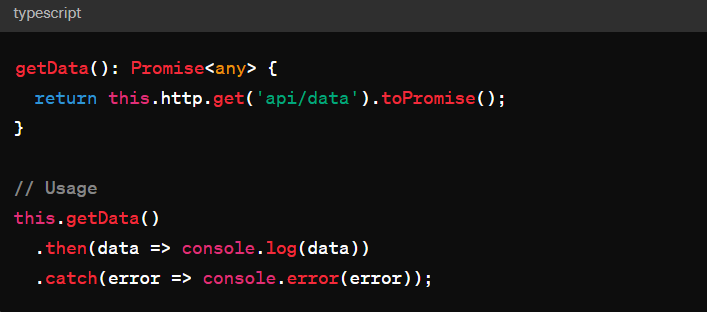 typescript
getData(): Promise<any> {
  return this.http.get('api/data').toPromise();
}
// Usage
this.getData()
  .then(data => console.log(data))
  .catch(error => console.error(error));